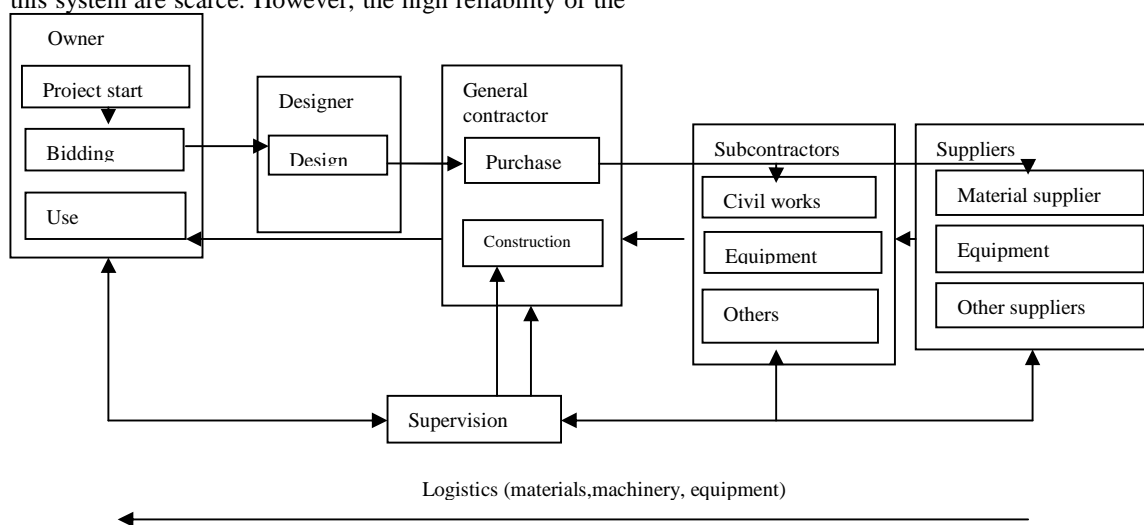 this system are scarce. However, the high reliability of the
Owner
Project start
Bidding
Use
Designer
Design
General
contractor
Purchase
Construction
Subcontractors
Civil works
Equipment
Others
Suppliers
Material supplier
Equipment
Other suppliers
Supervision
Logistics (materials,machinery, equipment)